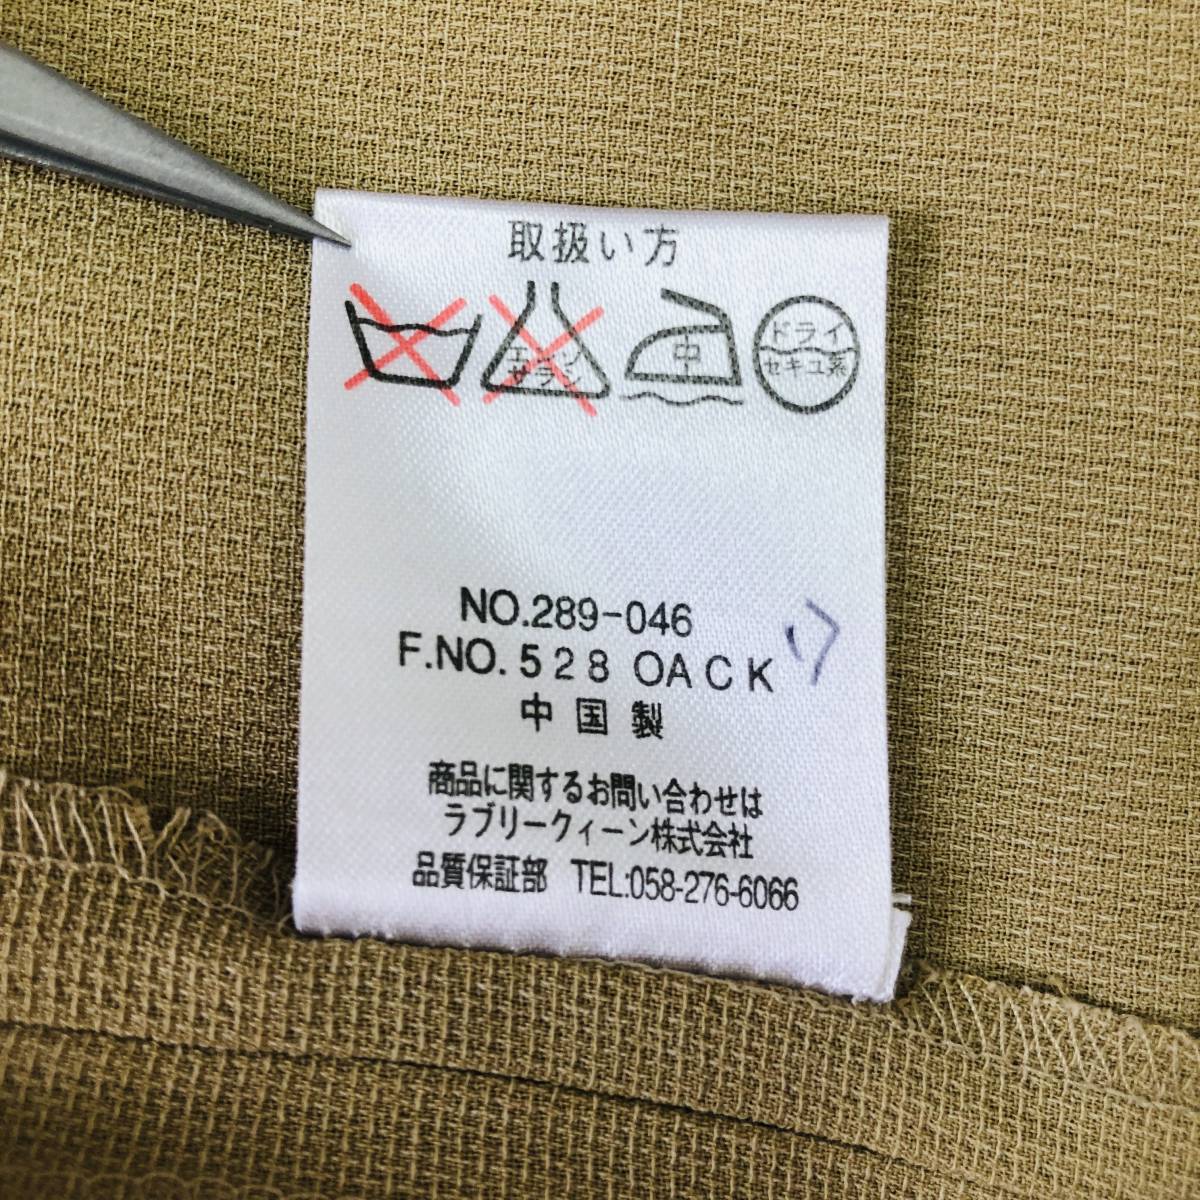 取扱い方
エンソ
サラシ
中
ドライ
セキユ系
NO.289-046
F.NO. 528 OACK
中国製
商品に関するお問い合わせは
ラブリークィーン株式会社
品質保証部 TEL:058-276-6066